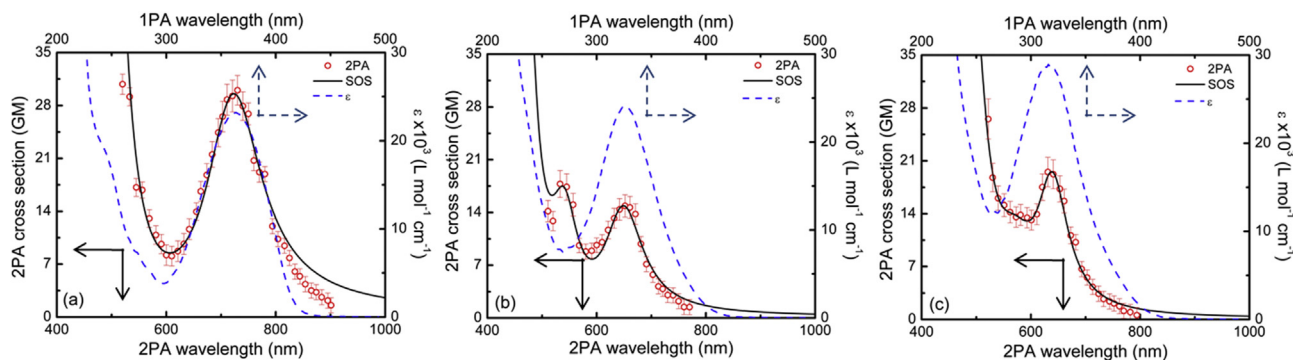 1PA wavelength (nm)
200 300 400 500
35 30
28
21 20
14 10
7
0 0
2PA cross section (GM)
ε x10³ (L mol⁻¹ cm⁻¹)
2PA
SOS
ε
(a)
400 600 800 1000
2PA wavelength (nm)
1PA wavelength (nm)
200 300 400 500
35 30
28
21 20
14 10
7
0 0
2PA cross section (GM)
ε x10³ (L mol⁻¹ cm⁻¹)
2PA
SOS
ε
(b)
400 600 800 1000
2PA wavelength (nm)
1PA wavelength (nm)
200 300 400 500
35 30
28
21 20
14 10
7
0 0
2PA cross section (GM)
ε x10³ (L mol⁻¹ cm⁻¹)
2PA
SOS
ε
(c)
400 600 800 1000
2PA wavelength (nm)